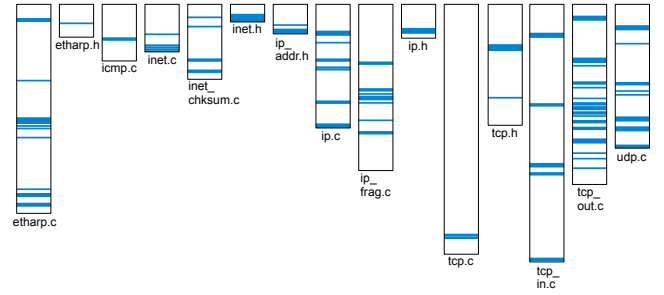 etharp.c
etharp.h
icmp.c
inet.c
inet_
chksum.c
inet.h
ip_
addr.h
ip.c
ip_
frag.c
ip.h
tcp.c
tcp.h
tcp_
in.c
tcp_
out.c
udp.c